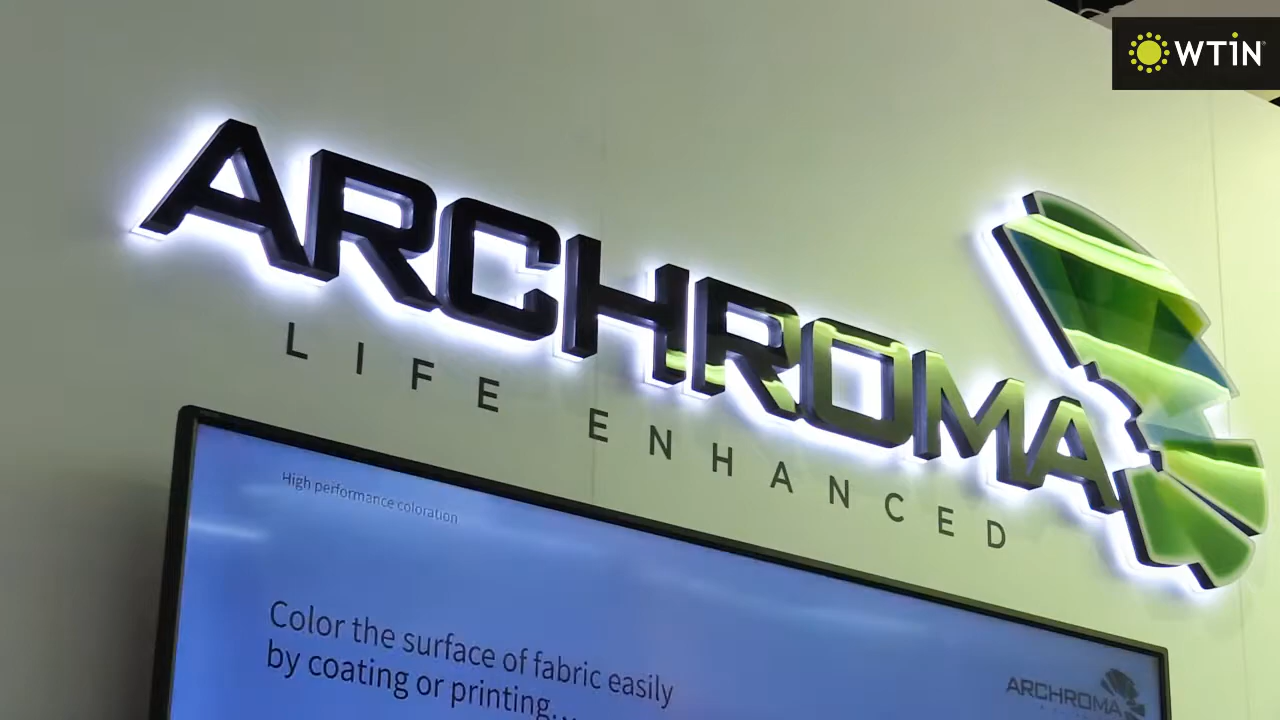 WTiN
ARCHROMA
LIFE ENHANCED
High performance coloration
Color the surface of fabric easily
by coating or printing...
ARCHROMA